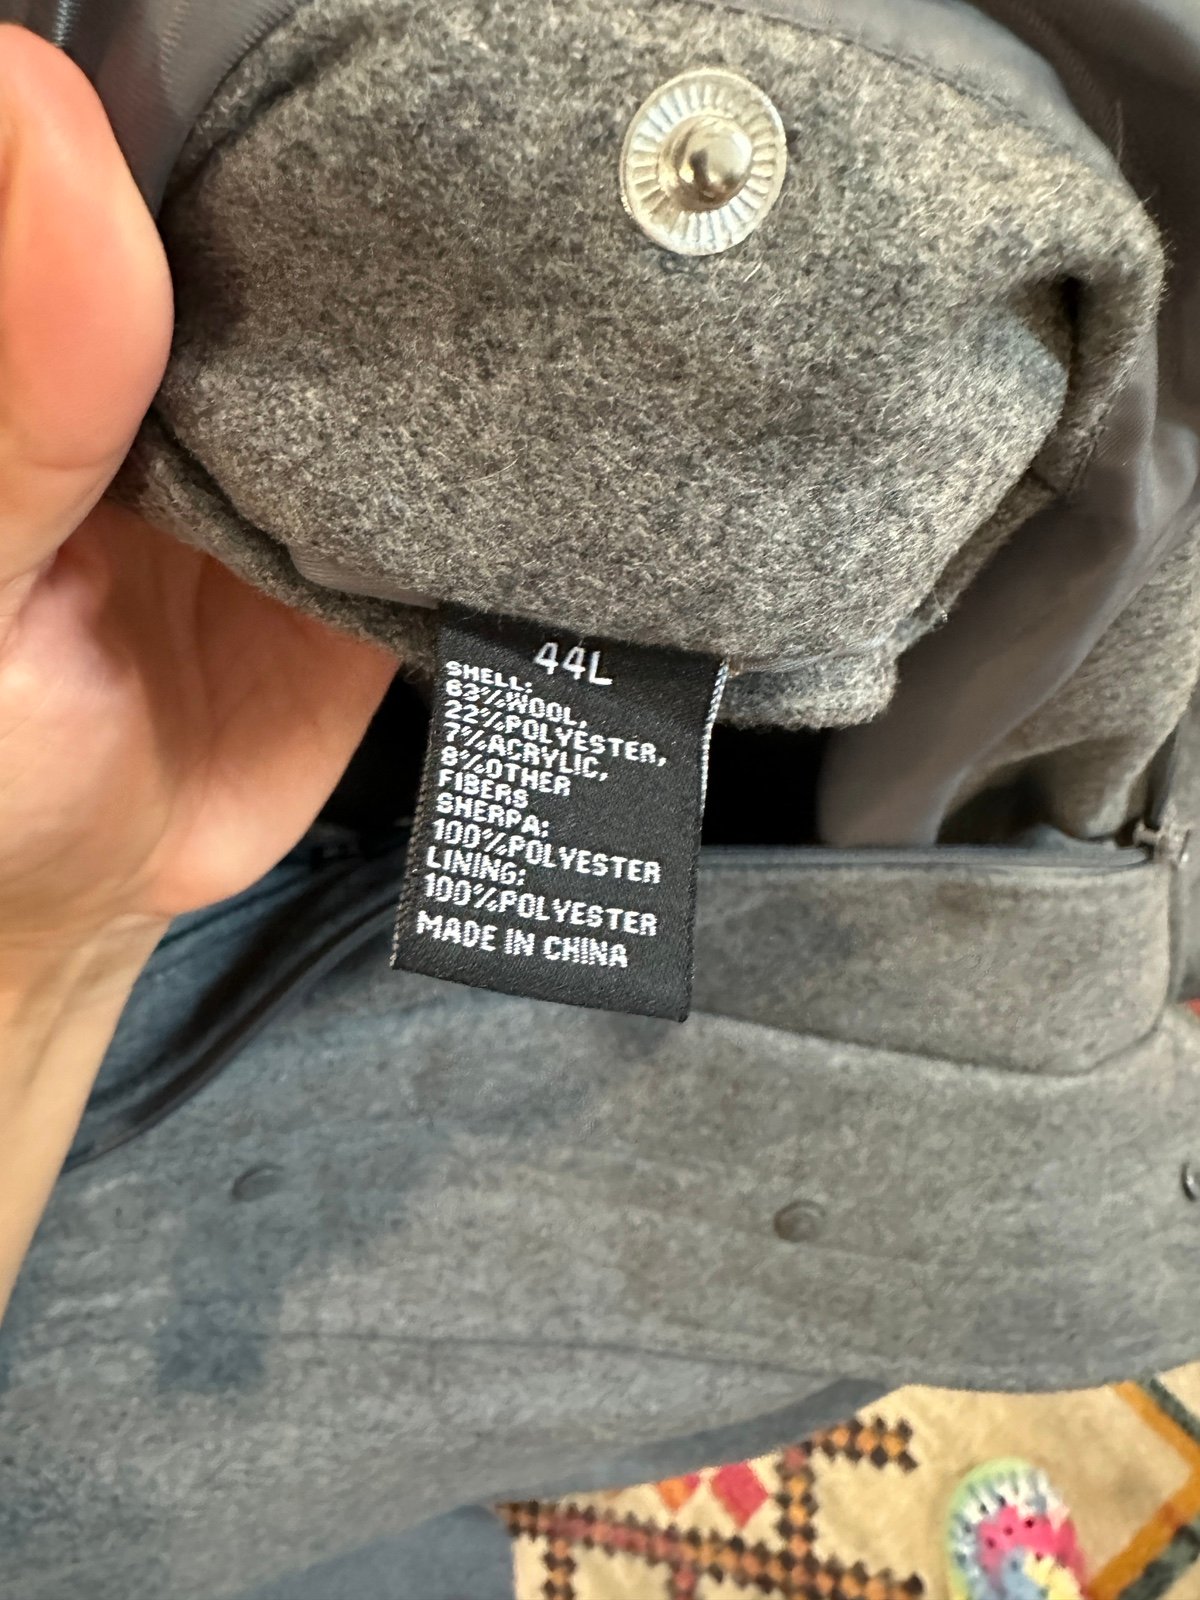 44L
SHELL:
63%WOOL,
22%POLYESTER,
7%ACRYLIC,
8%OTHER
FIBERS
SHERPA:
100%POLYESTER
LINING:
100%POLYESTER
MADE IN CHINA